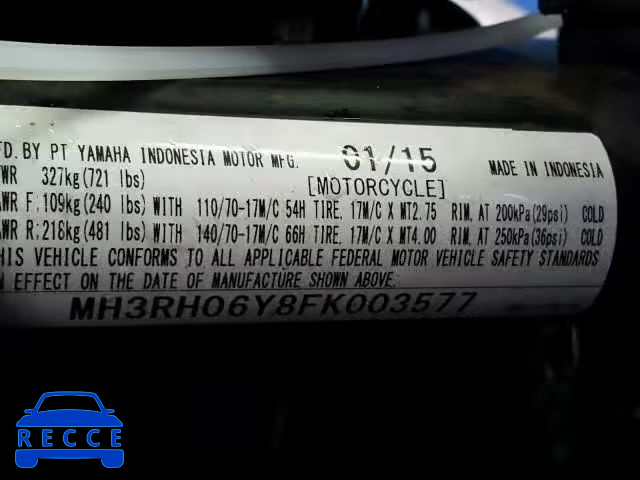 FD. BY PT YAMAHA INDONESIA MOTOR MFG. 01/15 MADE IN INDONESIA
WR 327kg(721 lbs) [MOTORCYCLE]
AWR F:109kg(240 lbs)WITH 110/70-17M/C 54H TIRE, 17M/C X MT2.75 RIM, AT 200kPa(29psi) COLD
AWR R:218kg(481 lbs)WITH 140/70-17M/C 66H TIRE, 17M/C X MT4.00 RIM, AT 250kPa(36psi) COLD
HIS VEHICLE CONFORMS TO ALL APPLICABLE FEDERAL MOTOR VEHICLE SAFETY STANDARDS
N EFFECT ON THE DATE OF MANUFACTURE SHOWN ABOVE.
MH3RH06Y8FK003577
RECCE AUTO